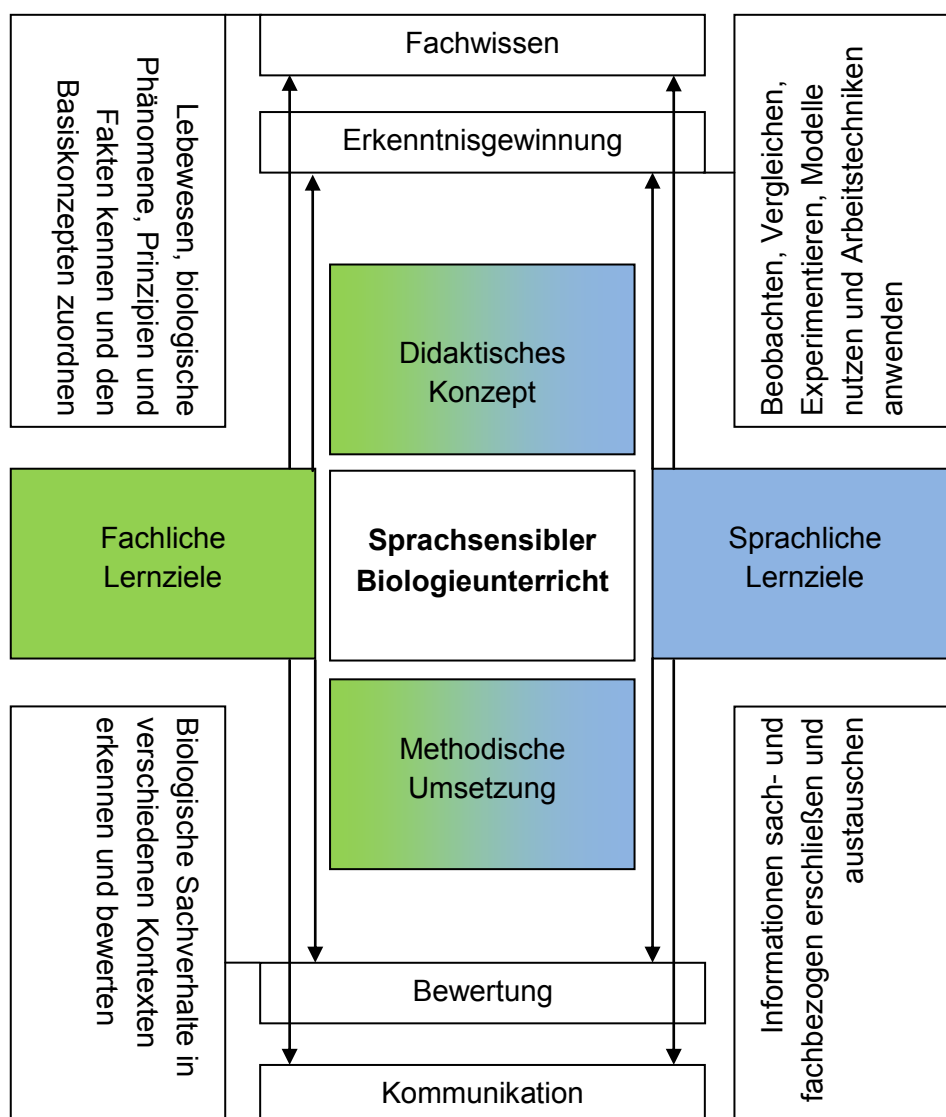 Fachwissen
Lebewesen, biologische
Phänomene, Prinzipien und
Fakten kennen und den
Basiskonzepten zuordnen
Erkenntnisgewinnung
Beobachten, Vergleichen,
Experimentieren, Modelle
nutzen und Arbeitstechniken
anwenden
Didaktisches
Konzept
Fachliche
Lernziele
Sprachsensibler
Biologieunterricht
Sprachliche
Lernziele
Methodische
Umsetzung
Biologische Sachverhalte in
verschiedenen Kontexten
erkennen und bewerten
Bewertung
Informationen sach- und
fachbezogen erschließen und
austauschen
Kommunikation